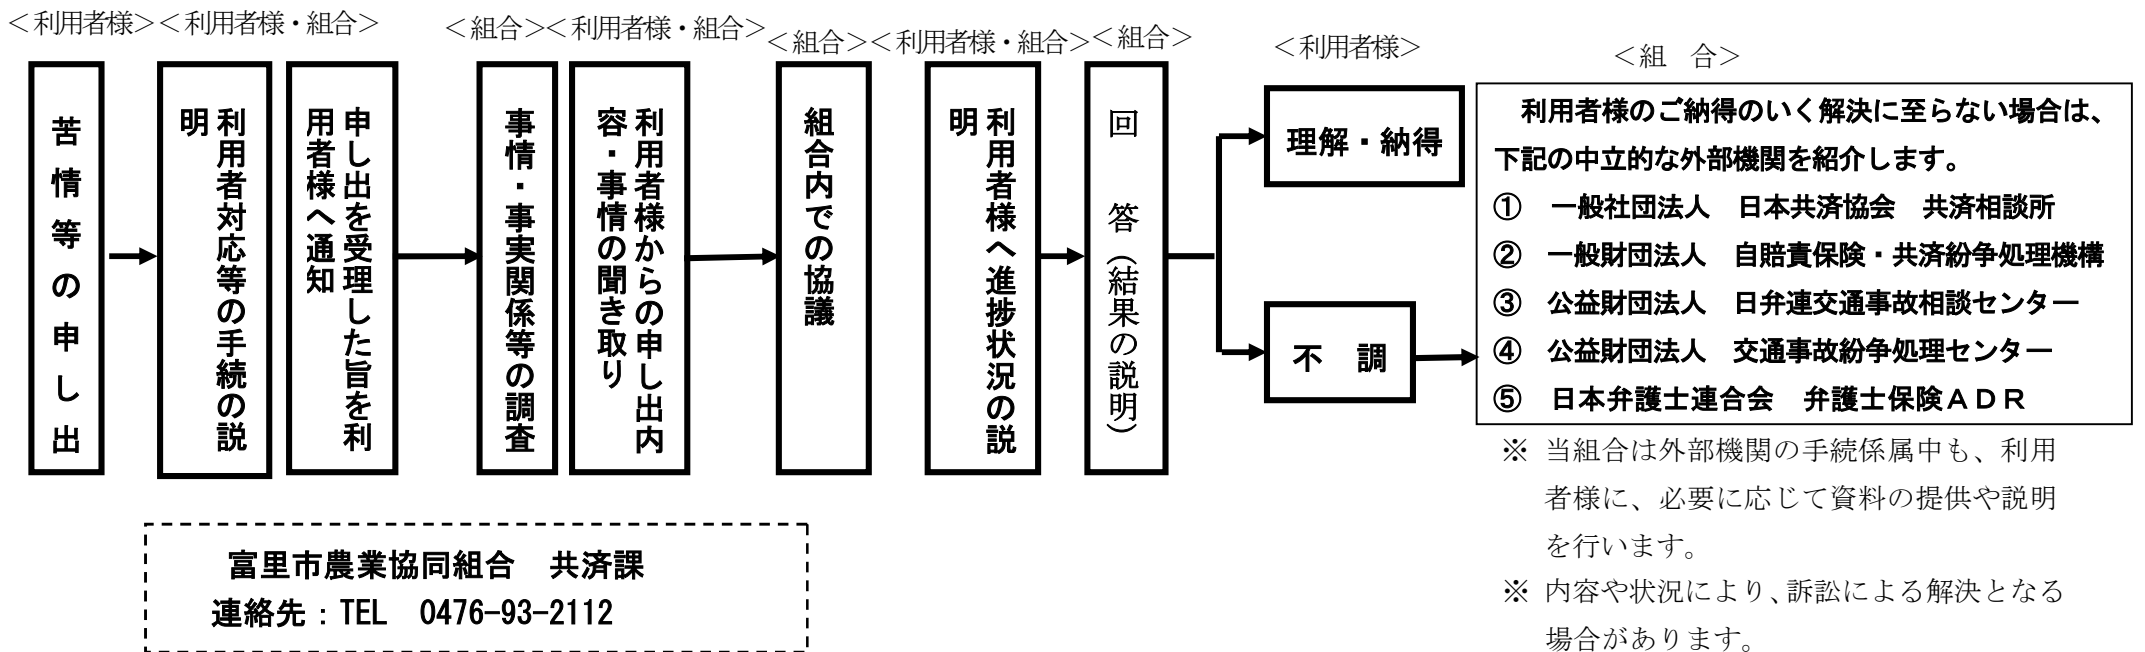 ＜利用者様＞＜利用者様・組合＞
＜組合＞＜利用者様・組合＞
＜組合＞＜利用者様・組合＞＜組合＞
＜利用者様＞
＜組　合＞
苦情等の申し出
利用者対応等の手続の説
明
申し出を受理した旨を利
用者様へ通知
事情・事実関係等の調査
利用者様からの申し出内
容・事情の聞き取り
組合内での協議
利用者様へ進捗状況の説
明
回　答（結果の説明）
理解・納得
不　調
利用者様のご納得のいく解決に至らない場合は、
下記の中立的な外部機関を紹介します。
①　一般社団法人　日本共済協会　共済相談所
②　一般財団法人　自賠責保険・共済紛争処理機構
③　公益財団法人　日弁連交通事故相談センター
④　公益財団法人　交通事故紛争処理センター
⑤　日本弁護士連合会　弁護士保険ＡＤＲ
※ 当組合は外部機関の手続係属中も、利用
者様に、必要に応じて資料の提供や説明
を行います。
※ 内容や状況により、訴訟による解決となる
場合があります。
富里市農業協同組合　共済課
連絡先：TEL　0476-93-2112